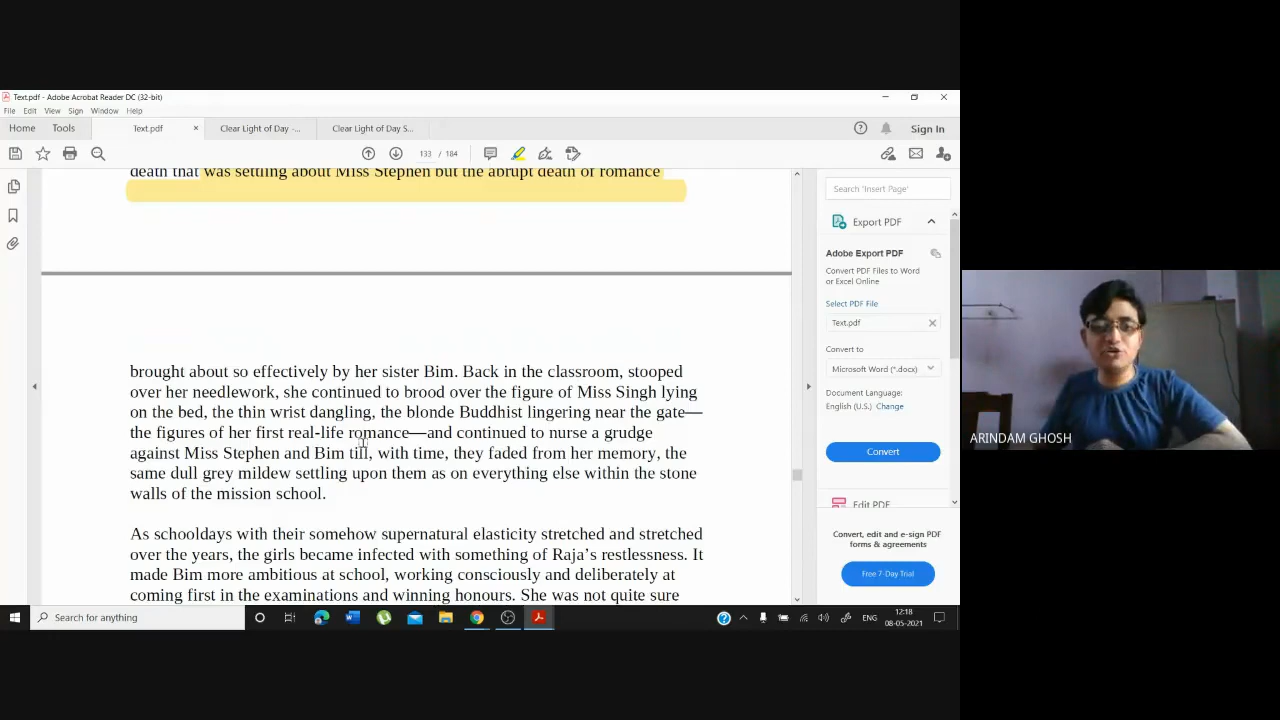 Text.pdf - Adobe Acrobat Reader DC (32-bit)
File Edit View Sign Window Help
Home Tools Text.pdf × Clear Light of Day -... Clear Light of Day S... Sign In
133 / 184
death that was settling about Miss Stephen but the abrupt death of romance
brought about so effectively by her sister Bim. Back in the classroom, stooped
over her needlework, she continued to brood over the figure of Miss Singh lying
on the bed, the thin wrist dangling, the blonde Buddhist lingering near the gate—
the figures of her first real-life romance—and continued to nurse a grudge
against Miss Stephen and Bim till, with time, they faded from her memory, the
same dull grey mildew settling upon them as on everything else within the stone
walls of the mission school.
As schooldays with their somehow supernatural elasticity stretched and stretched
over the years, the girls became infected with something of Raja’s restlessness. It
made Bim more ambitious at school, working consciously and deliberately at
coming first in the examinations and winning honours. She was not quite sure
Search 'Insert Page'
Export PDF
Adobe Export PDF
Convert PDF Files to Word
or Excel Online
Select PDF File
Text.pdf
Convert to
Microsoft Word (*.docx)
Document Language:
English (U.S.) Change
Convert
Edit PDF
Convert, edit and e-sign PDF
forms & agreements
Free 7-Day Trial
ARINDAM GHOSH
Search for anything
ENG
12:18
08-05-2021